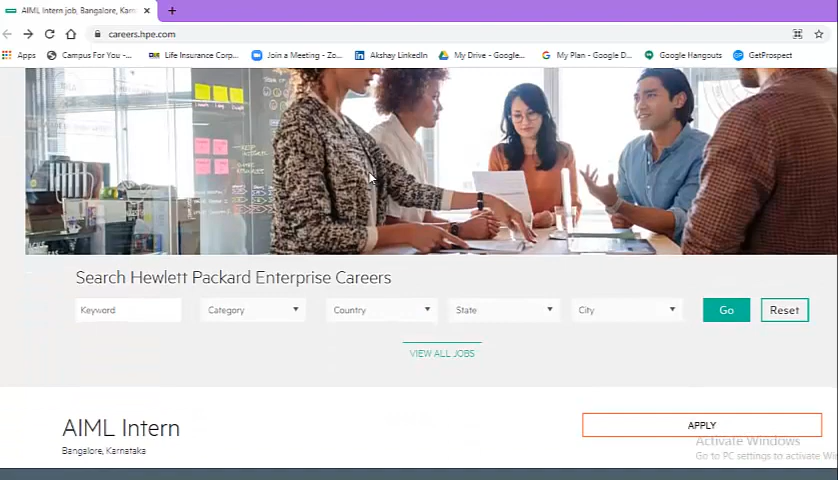 AIML Intern job, Bangalore, Karn
careers.hpe.com
Apps
Campus For You -...
Life Insurance Corp...
Join a Meeting - Zo...
Akshay LinkedIn
My Drive - Google...
My Plan - Google D...
Google Hangouts
GetProspect
Search Hewlett Packard Enterprise Careers
Keyword
Category
Country
State
City
Go
Reset
VIEW ALL JOBS
AIML Intern
APPLY
Bangalore, Karnataka
Activate Windows
Go to PC settings to activate Wi